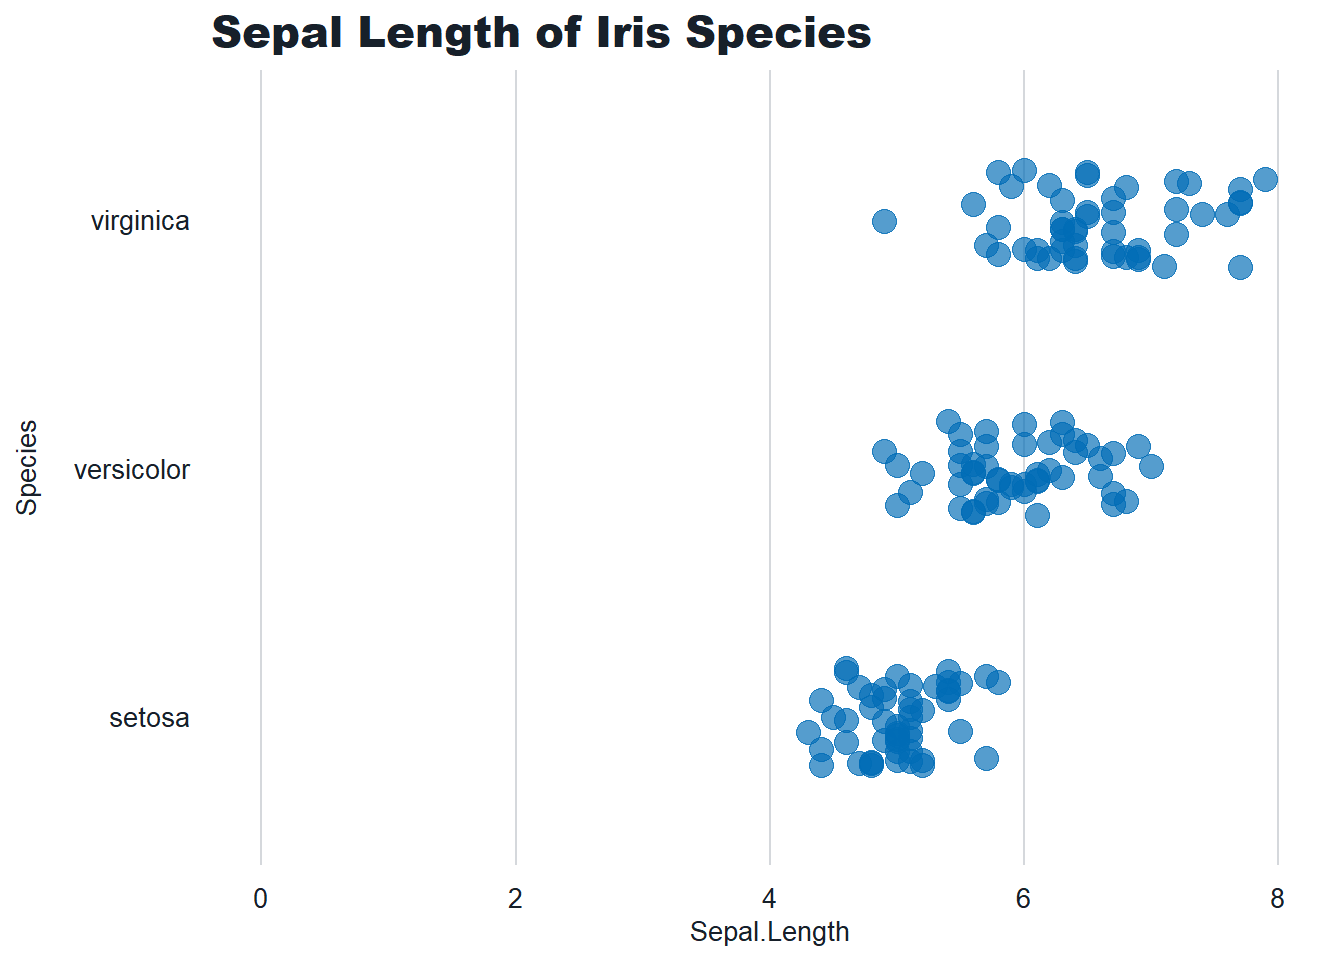 Sepal Length of Iris Species
virginica
versicolor
setosa
Species
0 2 4 6 8
Sepal.Length